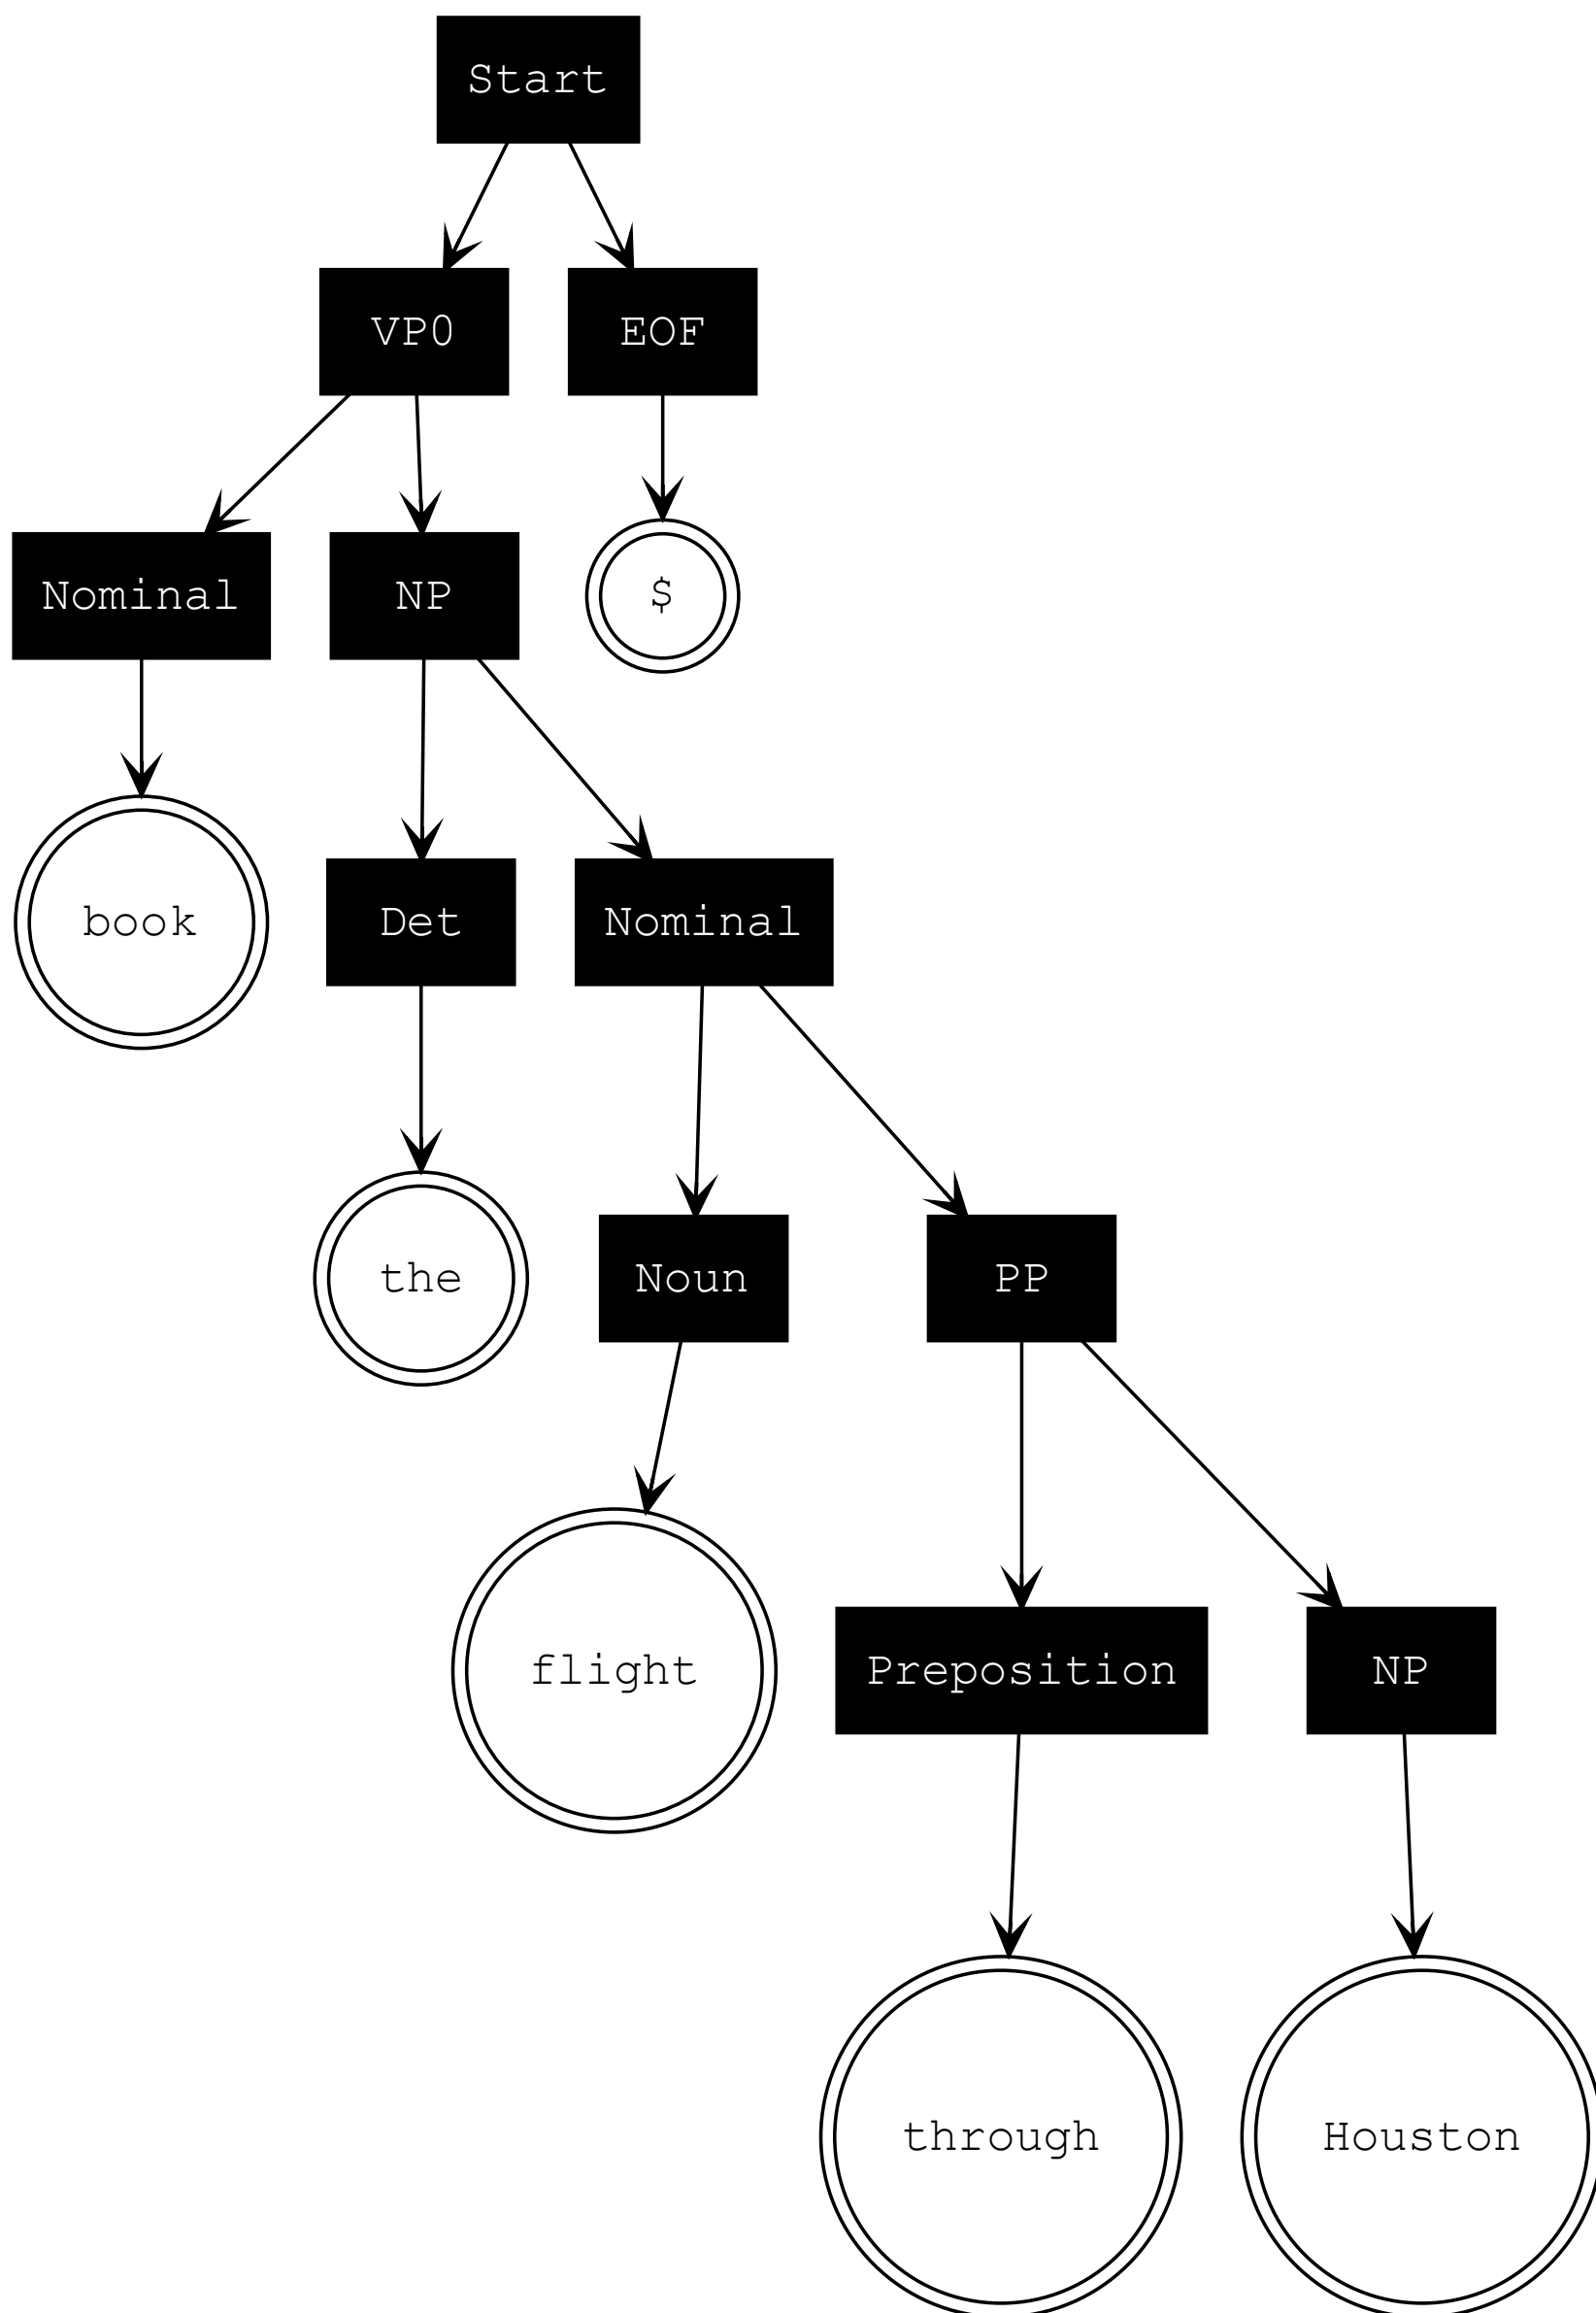 Start
VP0 EOF
Nominal NP $
book Det Nominal
the Noun PP
flight Preposition NP
through Houston